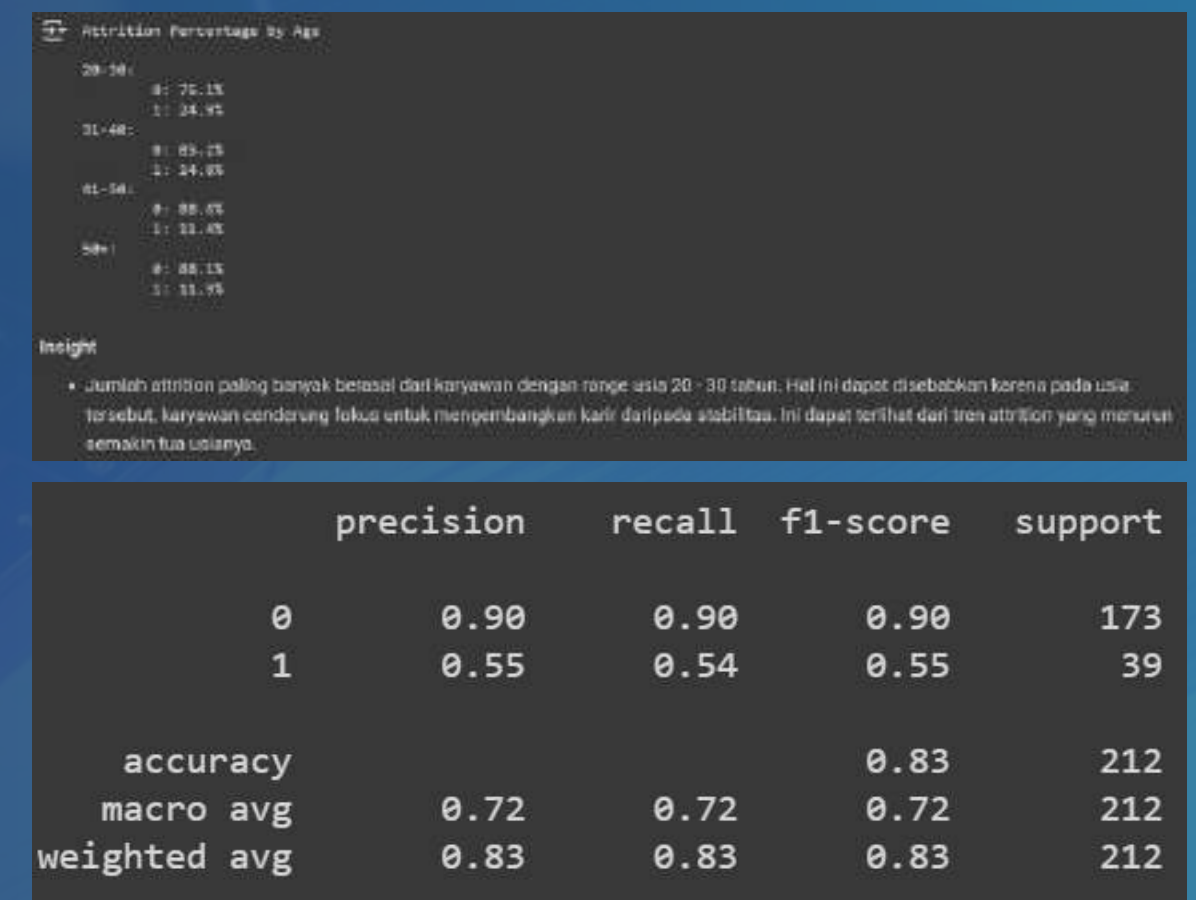 Attrition Percentage by Age
20-30:
0: 75.1%
1: 24.9%
31-40:
0: 85.2%
1: 14.8%
41-50:
0: 88.6%
1: 11.4%
50+:
0: 88.1%
1: 11.9%
Insight
• Jumlah attrition paling banyak berasal dari karyawan dengan range usia 20 - 30 tahun. Hal ini dapat disebabkan karena pada usia
tersebut, karyawan cenderung fokus untuk mengembangkan karir daripada stabilitas. Ini dapat terlihat dari tren attrition yang menurun
semakin tua usianya.
precision recall f1-score support
0 0.90 0.90 0.90 173
1 0.55 0.54 0.55 39
accuracy 0.83 212
macro avg 0.72 0.72 0.72 212
weighted avg 0.83 0.83 0.83 212